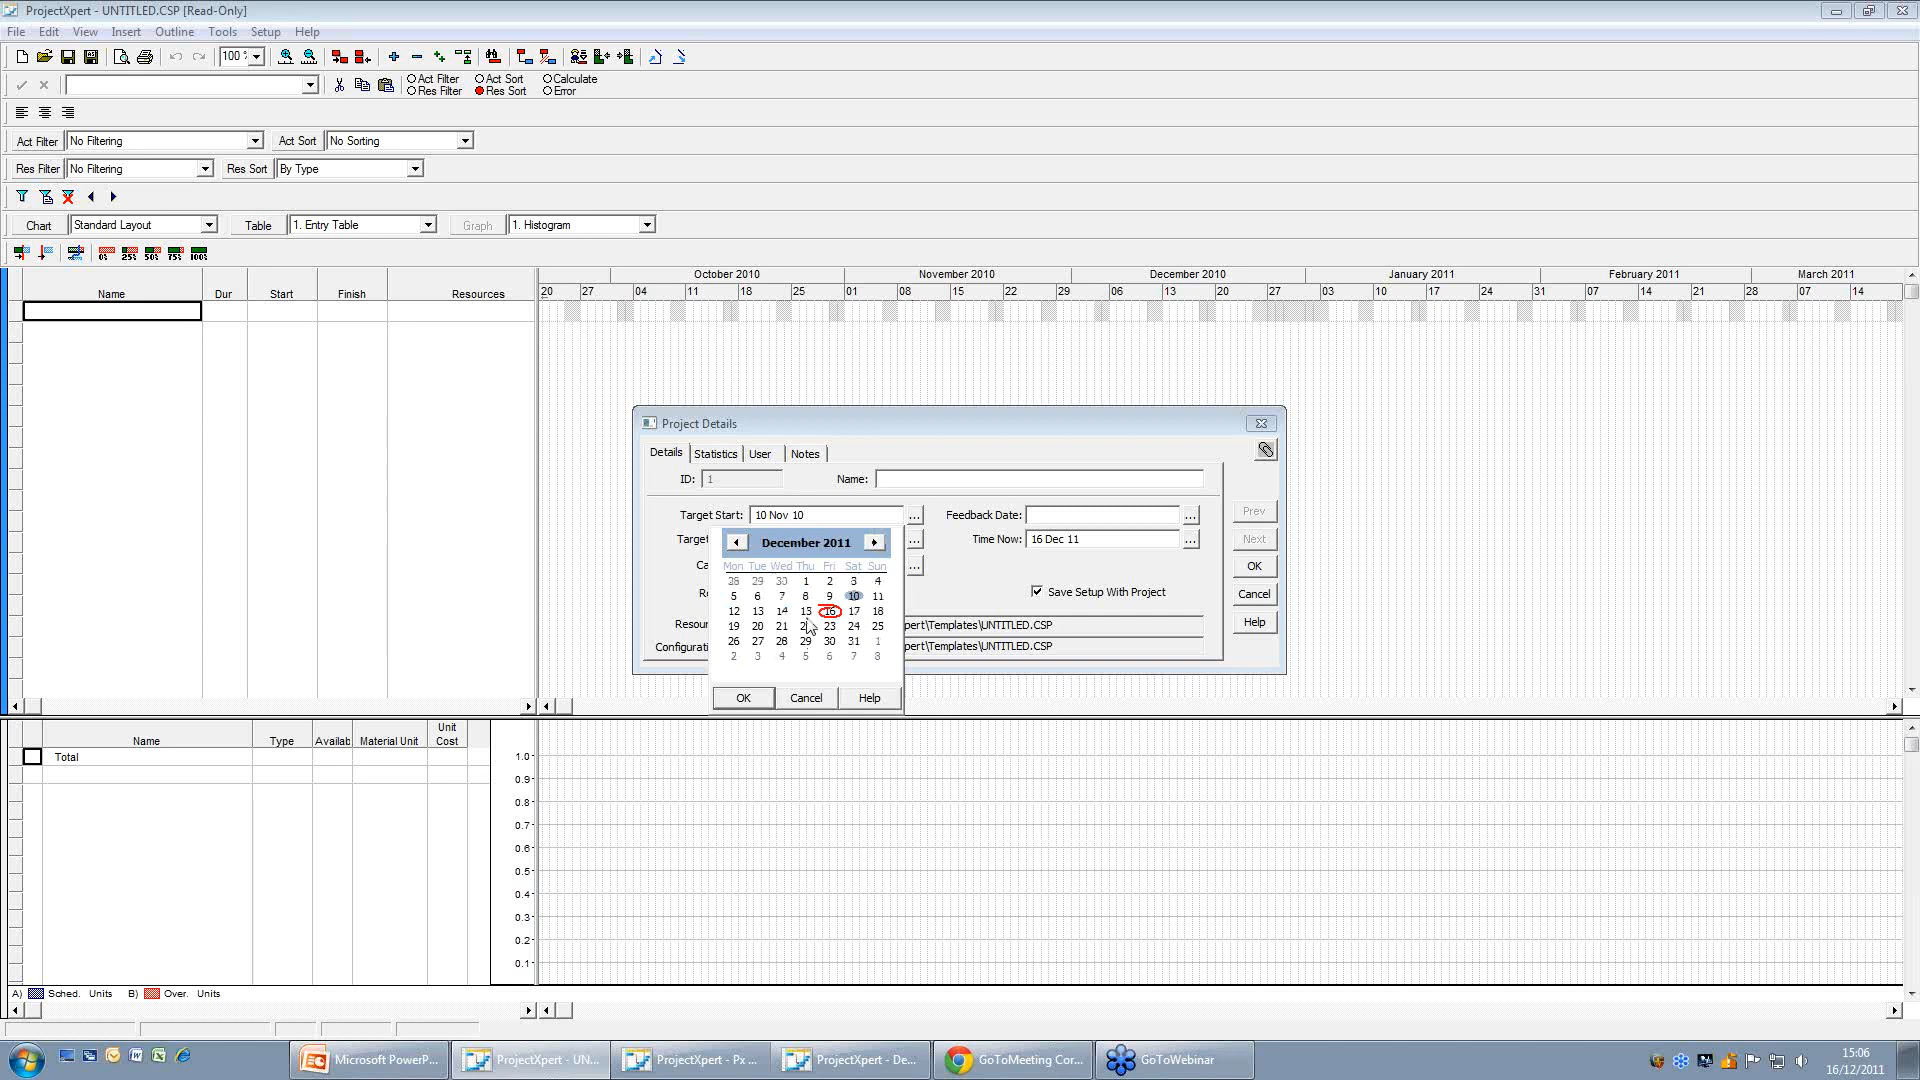 ProjectXpert - UNTITLED.CSP [Read-Only]
File Edit View Insert Outline Tools Setup Help
100 %
Act Filter Act Sort Calculate
Res Filter Res Sort Error
Act Filter No Filtering Act Sort No Sorting
Res Filter No Filtering Res Sort By Type
Chart Standard Layout Table 1. Entry Table Graph 1. Histogram
0% 25% 50% 75% 100%
October 2010 November 2010 December 2010 January 2011 February 2011 March 2011
Name Dur Start Finish Resources 20 27 04 11 18 25 01 08 15 22 29 06 13 20 27 03 10 17 24 31 07 14 21 28 07 14
Project Details
Details Statistics User Notes
ID: 1 Name:
Target Start: 10 Nov 10 ... Feedback Date: ... Prev
Target ... Time Now: 16 Dec 11 ... Next
December 2011
Ca ... OK
Mon Tue Wed Thu Fri Sat Sun
28 29 30 1 2 3 4
5 6 7 8 9 10 11
Save Setup With Project Cancel
12 13 14 15 16 17 18
Resour pert\Templates\UNTITLED.CSP Help
19 20 21 23 24 25
26 27 28 29 30 31 1
Configurati pert\Templates\UNTITLED.CSP
2 3 4 5 6 7 8
OK Cancel Help
Name Type Availab Material Unit Unit Cost
Total
1.0
0.9
0.8
0.7
0.6
0.5
0.4
0.3
0.2
0.1
A) Sched. Units B) Over. Units
Microsoft PowerP... ProjectXpert - UN... ProjectXpert - Px ... ProjectXpert - De... GoToMeeting Cor... GoToWebinar
15:06
16/12/2011